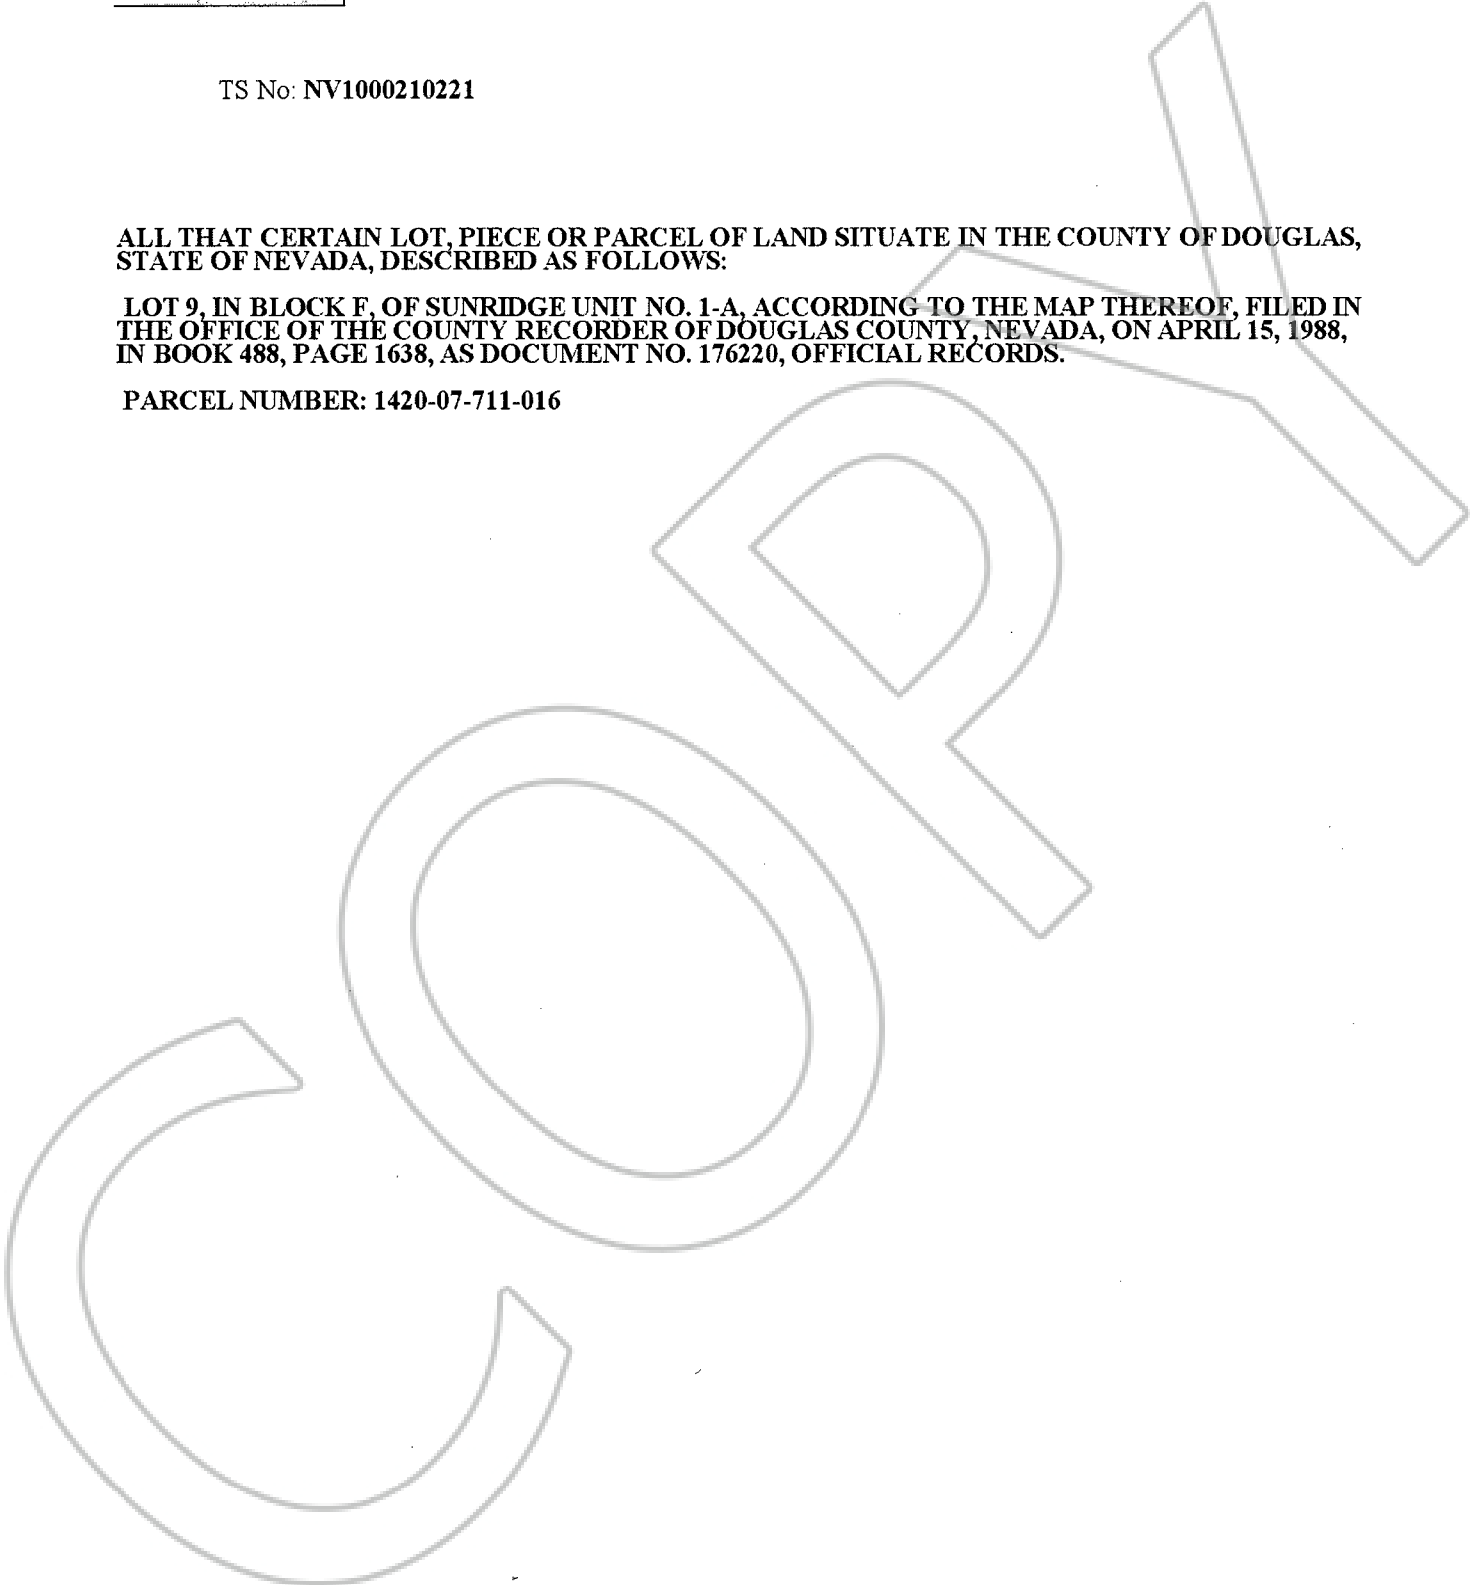 TS No: NV1000210221
ALL THAT CERTAIN LOT, PIECE OR PARCEL OF LAND SITUATE IN THE COUNTY OF DOUGLAS,
STATE OF NEVADA, DESCRIBED AS FOLLOWS:
LOT 9, IN BLOCK F, OF SUNRIDGE UNIT NO. 1-A, ACCORDING TO THE MAP THEREOF, FILED IN
THE OFFICE OF THE COUNTY RECORDER OF DOUGLAS COUNTY, NEVADA, ON APRIL 15, 1988,
IN BOOK 488, PAGE 1638, AS DOCUMENT NO. 176220, OFFICIAL RECORDS.
PARCEL NUMBER: 1420-07-711-016
COPY